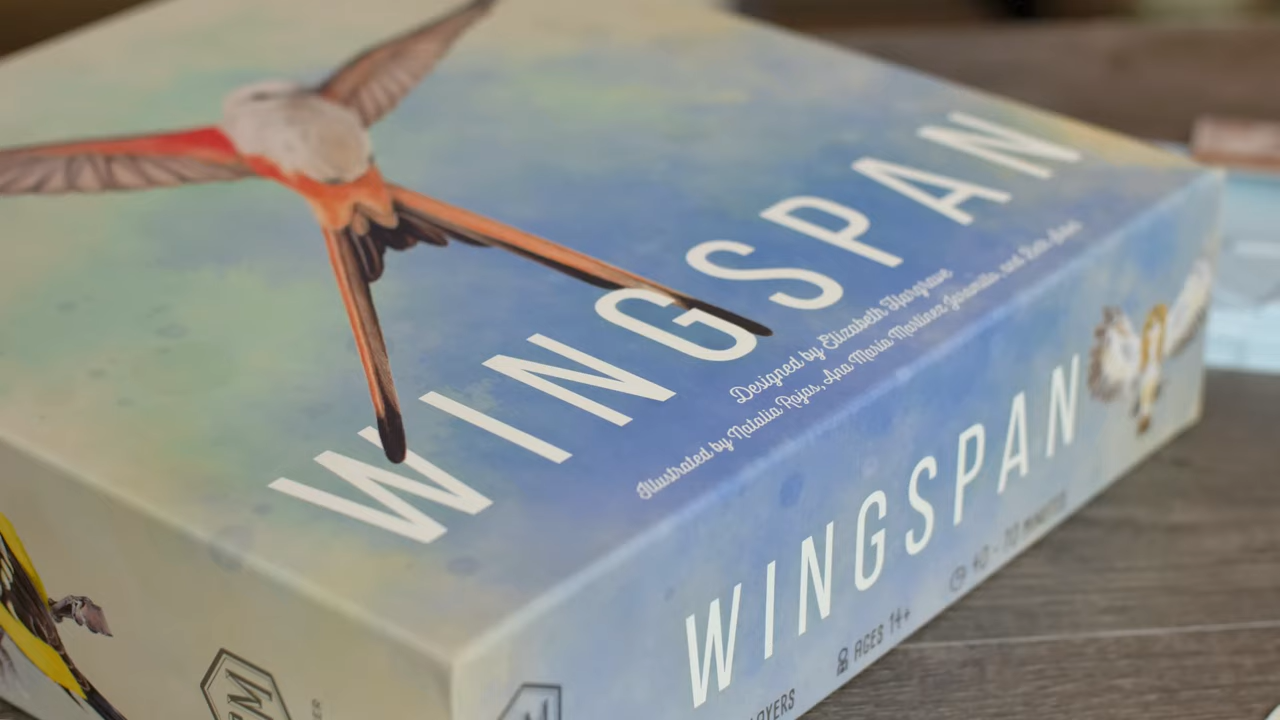 WINGSPAN
Designed by Elizabeth Hargrave
Illustrated by Natalia Rojas, Ana Maria Martinez Jaramillo, and Beth Sobel
WINGSPAN
AGES 14+
40 - 70 MINUTES